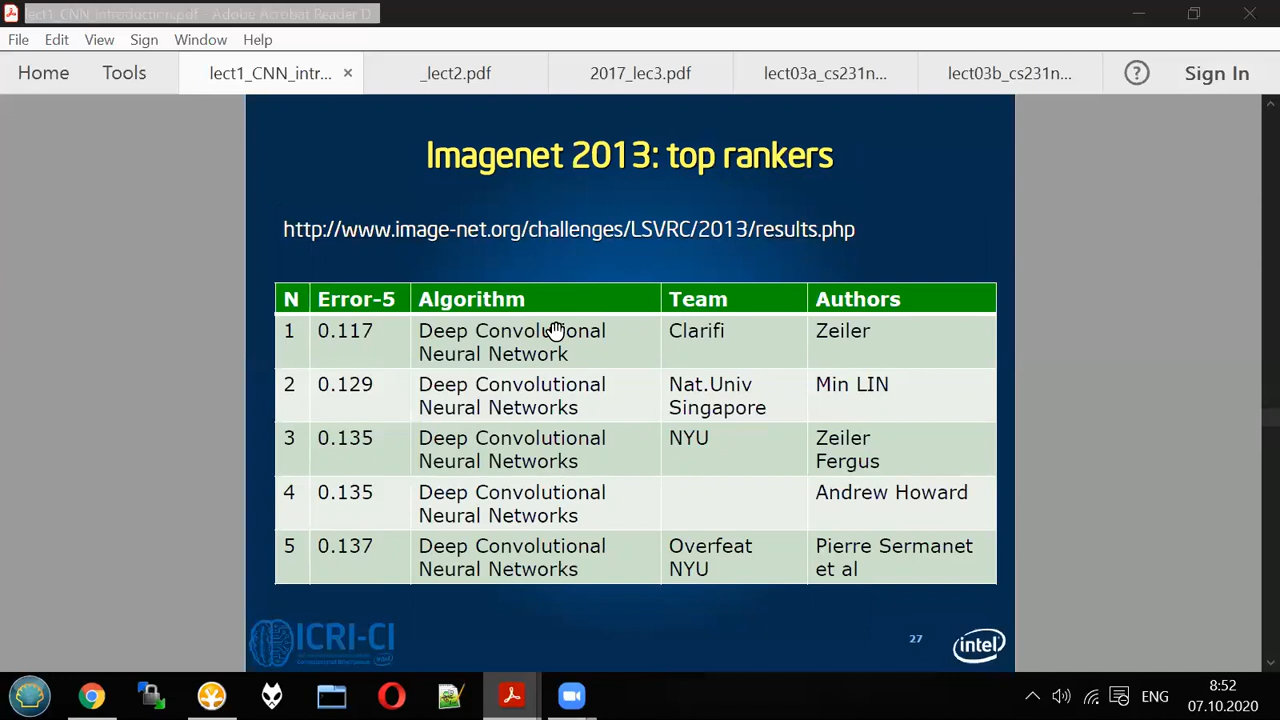 lect1_CNN_introduction.pdf - Adobe Acrobat Reader D
File Edit View Sign Window Help
Home Tools lect1_CNN_intr... × _lect2.pdf 2017_lec3.pdf lect03a_cs231n... lect03b_cs231n... ? Sign In
Imagenet 2013: top rankers
http://www.image-net.org/challenges/LSVRC/2013/results.php
N Error-5 Algorithm Team Authors
1 0.117 Deep Convolutional Clarifi Zeiler
Neural Network
2 0.129 Deep Convolutional Nat.Univ Min LIN
Neural Networks Singapore
3 0.135 Deep Convolutional NYU Zeiler
Neural Networks Fergus
4 0.135 Deep Convolutional Andrew Howard
Neural Networks
5 0.137 Deep Convolutional Overfeat Pierre Sermanet
Neural Networks NYU et al
ICRI-CI 27 intel
ENG 8:52
07.10.2020